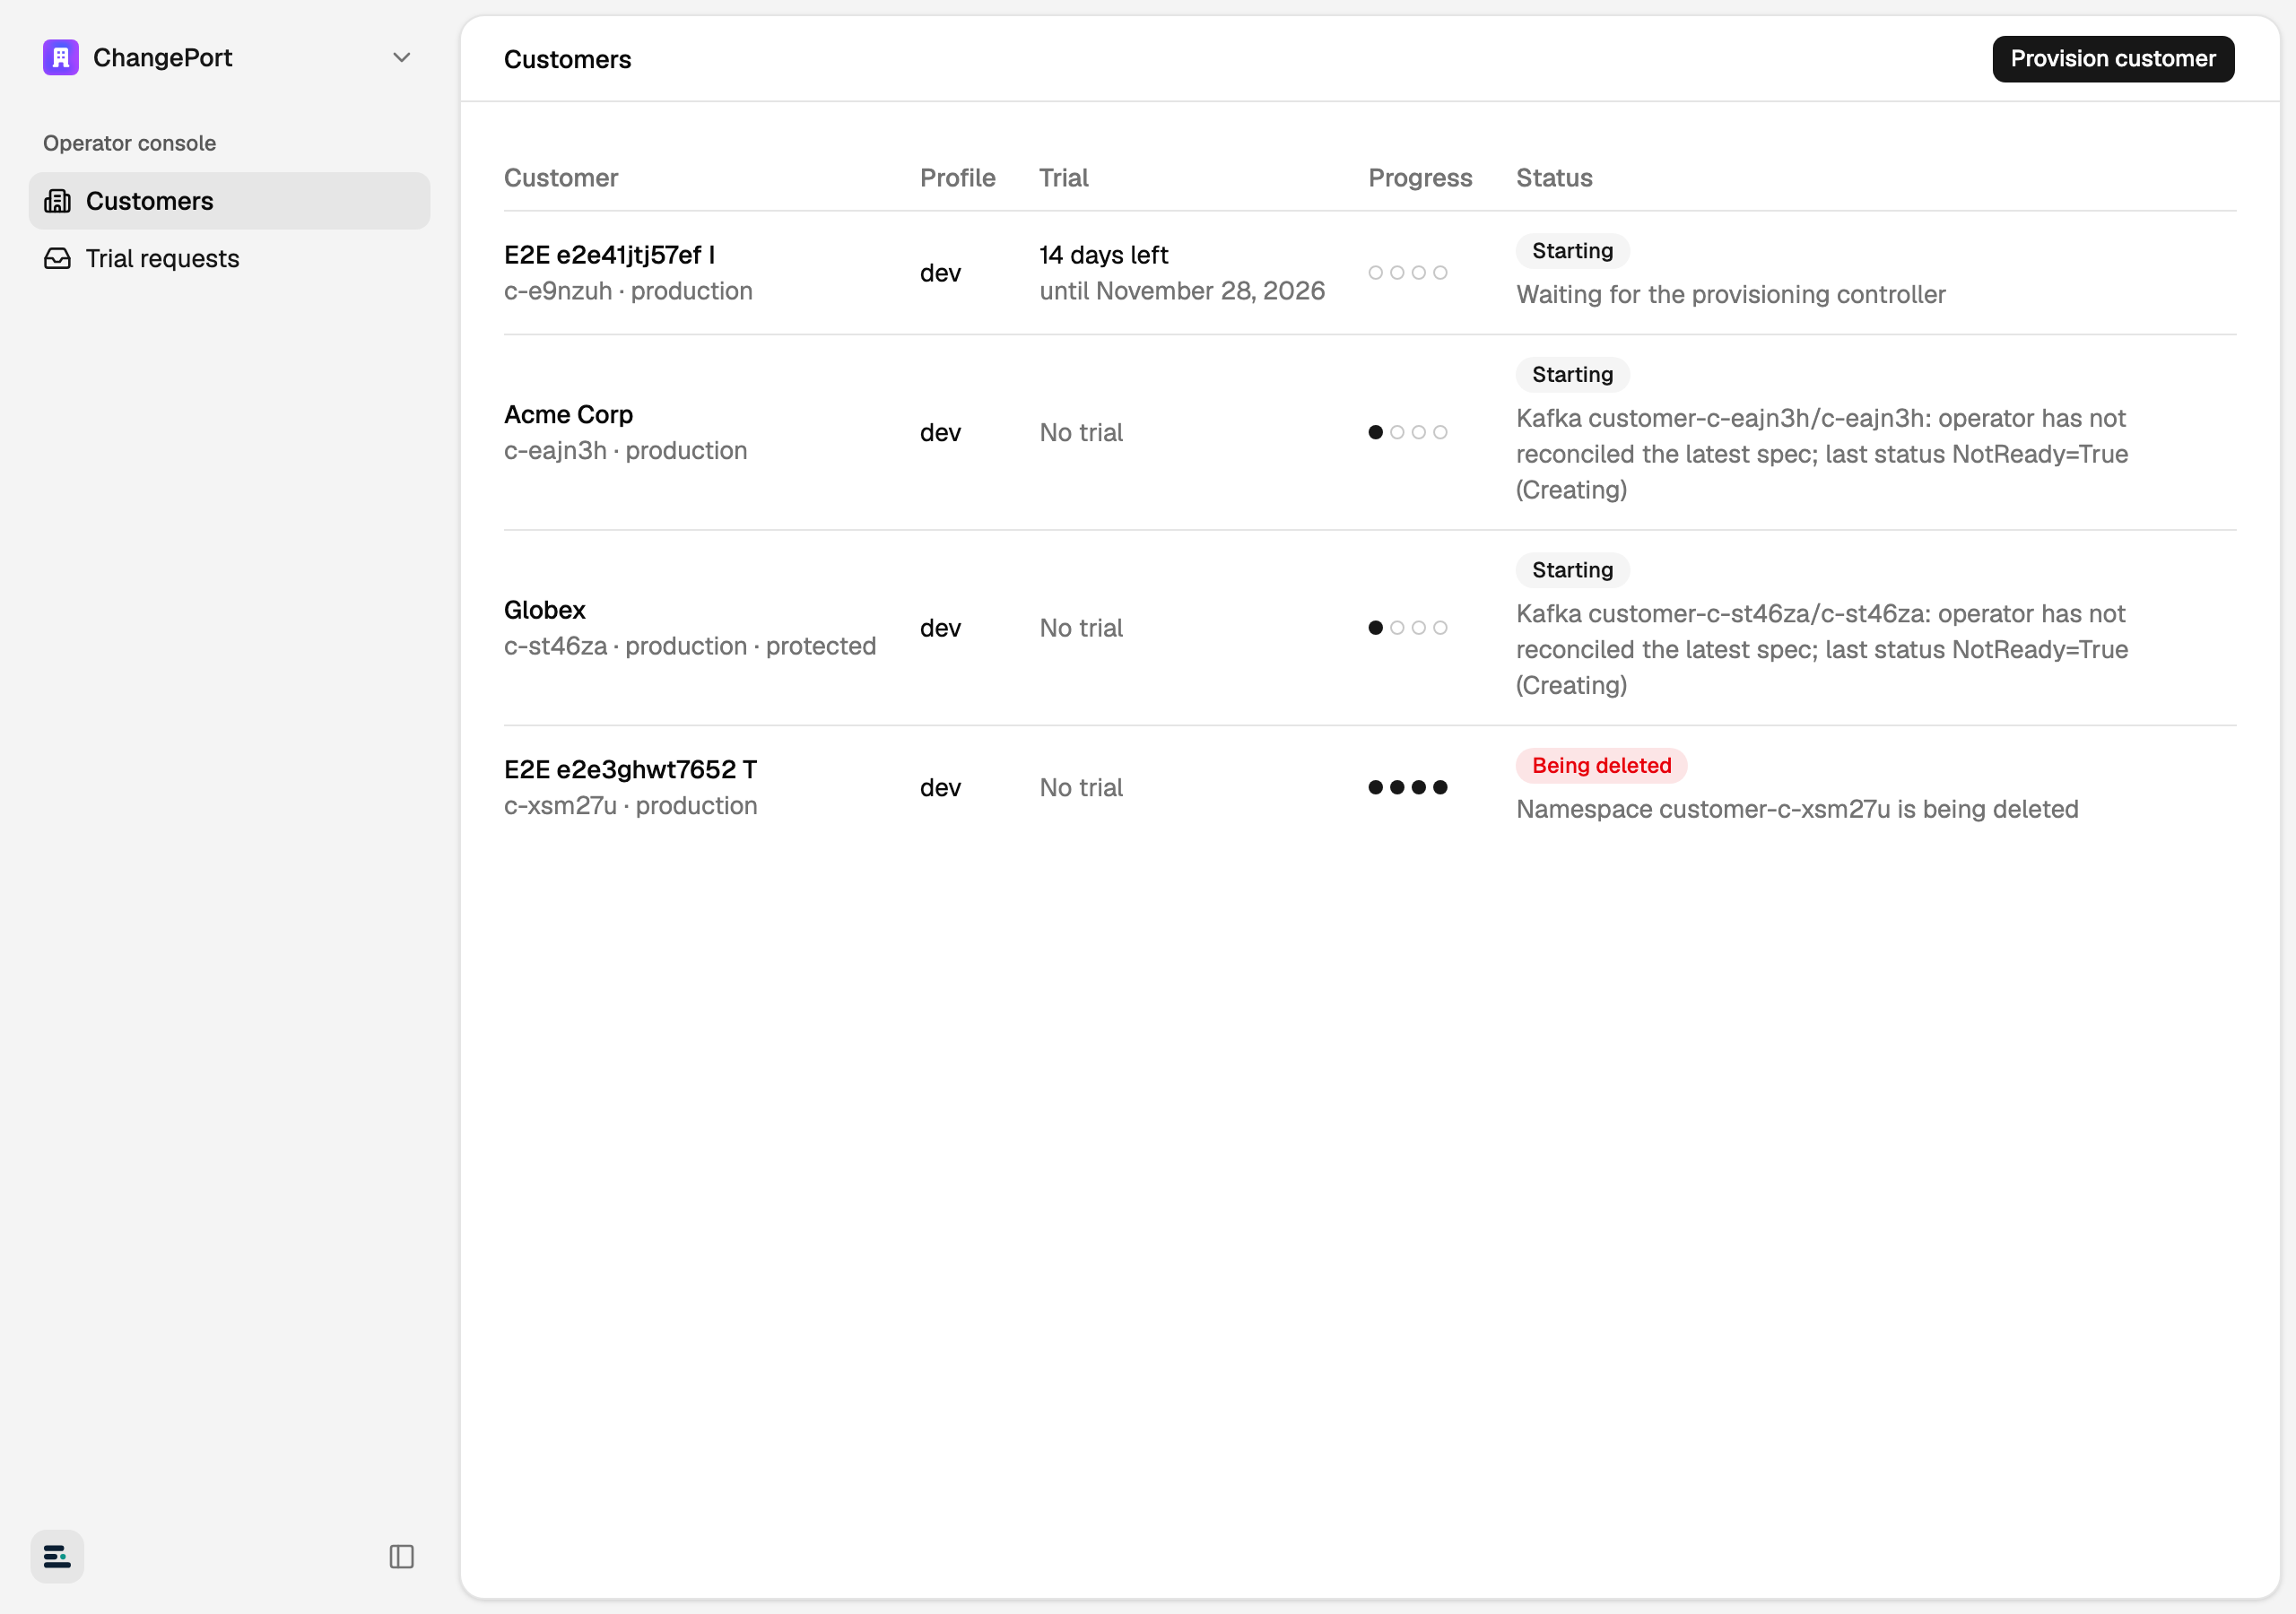 ChangePort
Operator console
Customers
Trial requests
Customers
Provision customer
Customer Profile Trial Progress Status
E2E e2e41jtj57ef I
c-e9nzuh · production
dev
14 days left
until November 28, 2026
Starting
Waiting for the provisioning controller
Acme Corp
c-eajn3h · production
dev
No trial
Starting
Kafka customer-c-eajn3h/c-eajn3h: operator has not
reconciled the latest spec; last status NotReady=True
(Creating)
Globex
c-st46za · production · protected
dev
No trial
Starting
Kafka customer-c-st46za/c-st46za: operator has not
reconciled the latest spec; last status NotReady=True
(Creating)
E2E e2e3ghwt7652 T
c-xsm27u · production
dev
No trial
Being deleted
Namespace customer-c-xsm27u is being deleted